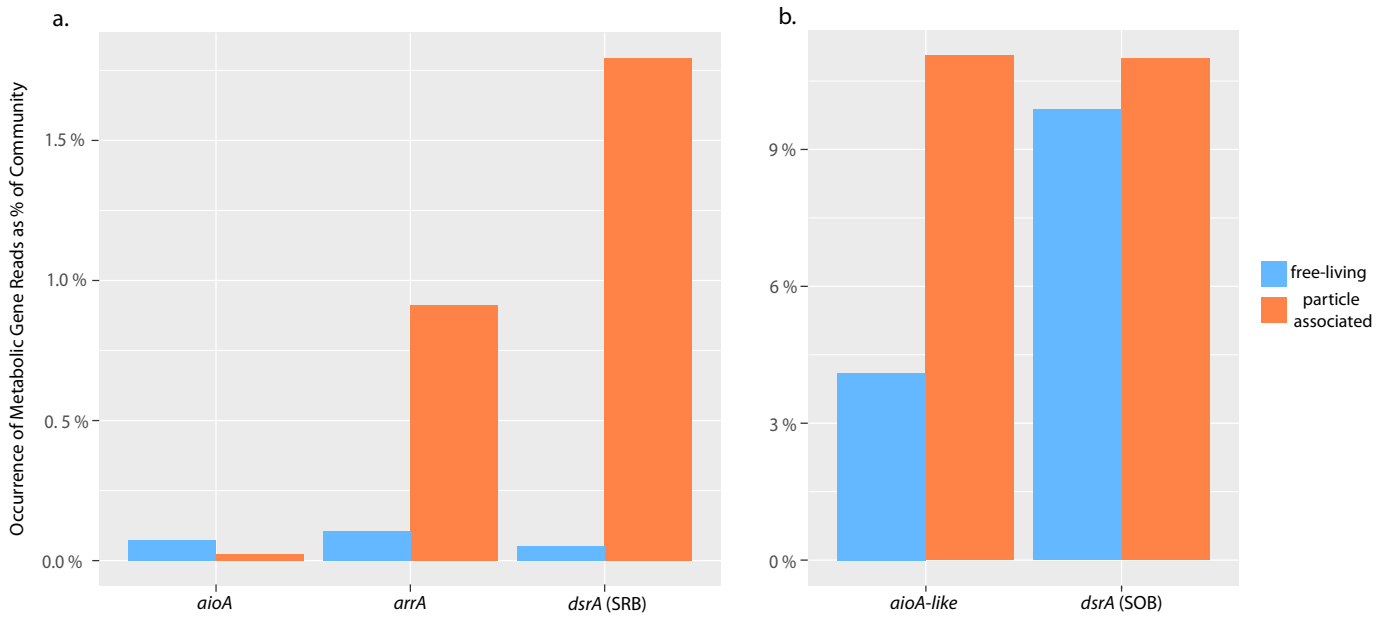 a.
Occurrence of Metabolic Gene Reads as % of Community
1.5 %
1.0 %
0.5 %
0.0 %
aioA
arrA
dsrA (SRB)
b.
9 %
6 %
3 %
0 %
aioA-like
dsrA (SOB)
free-living
particle
associated